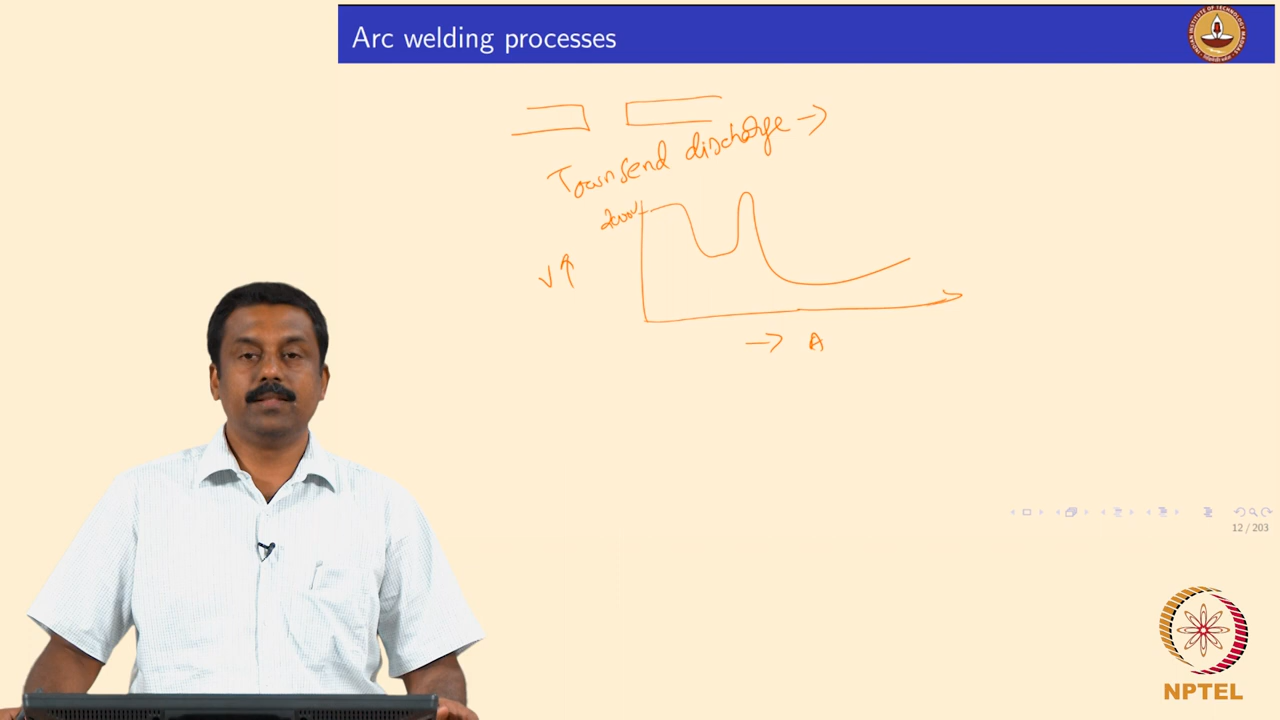 Arc welding processes
Townsend discharge →
V ↑
→ A
12 / 203
NPTEL